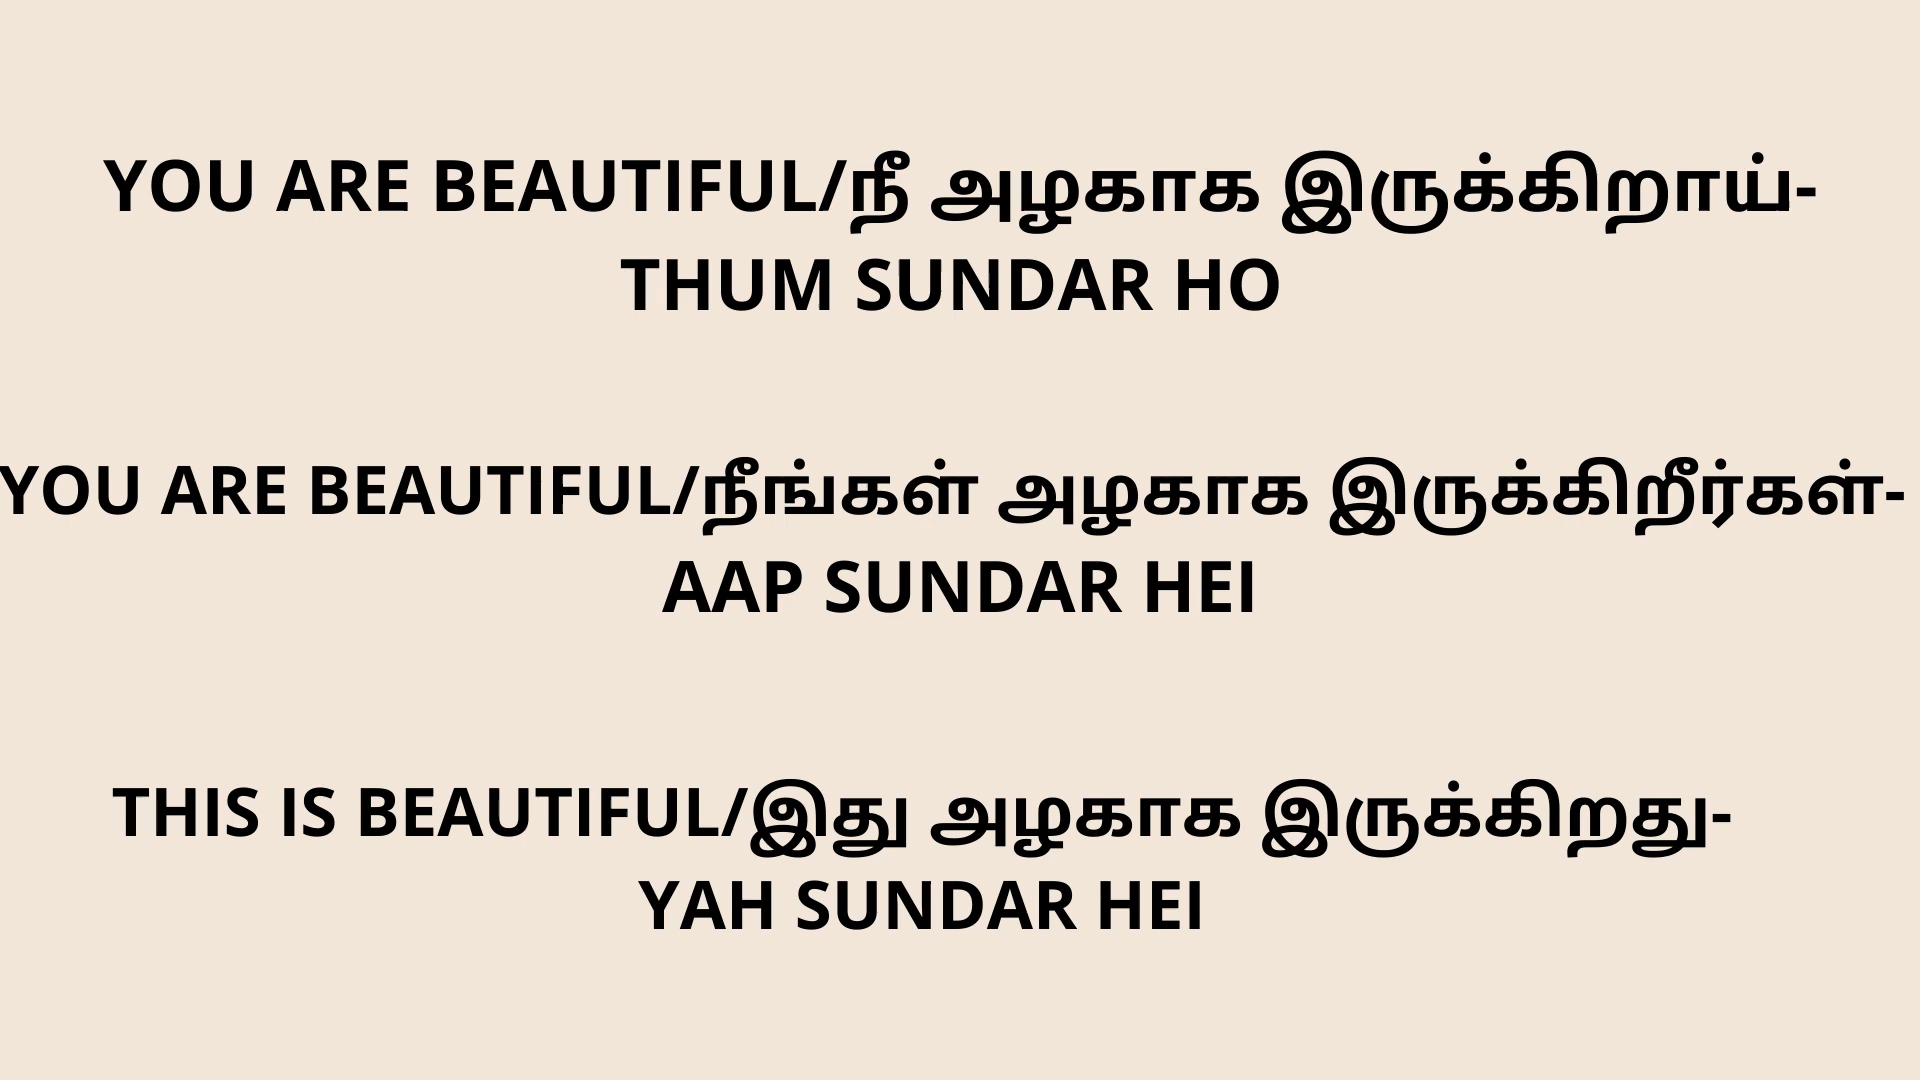 YOU ARE BEAUTIFUL/நீ அழகாக இருக்கிறாய்-
THUM SUNDAR HO
YOU ARE BEAUTIFUL/நீங்கள் அழகாக இருக்கிறீர்கள்-
AAP SUNDAR HEI
THIS IS BEAUTIFUL/இது அழகாக இருக்கிறது-
YAH SUNDAR HEI